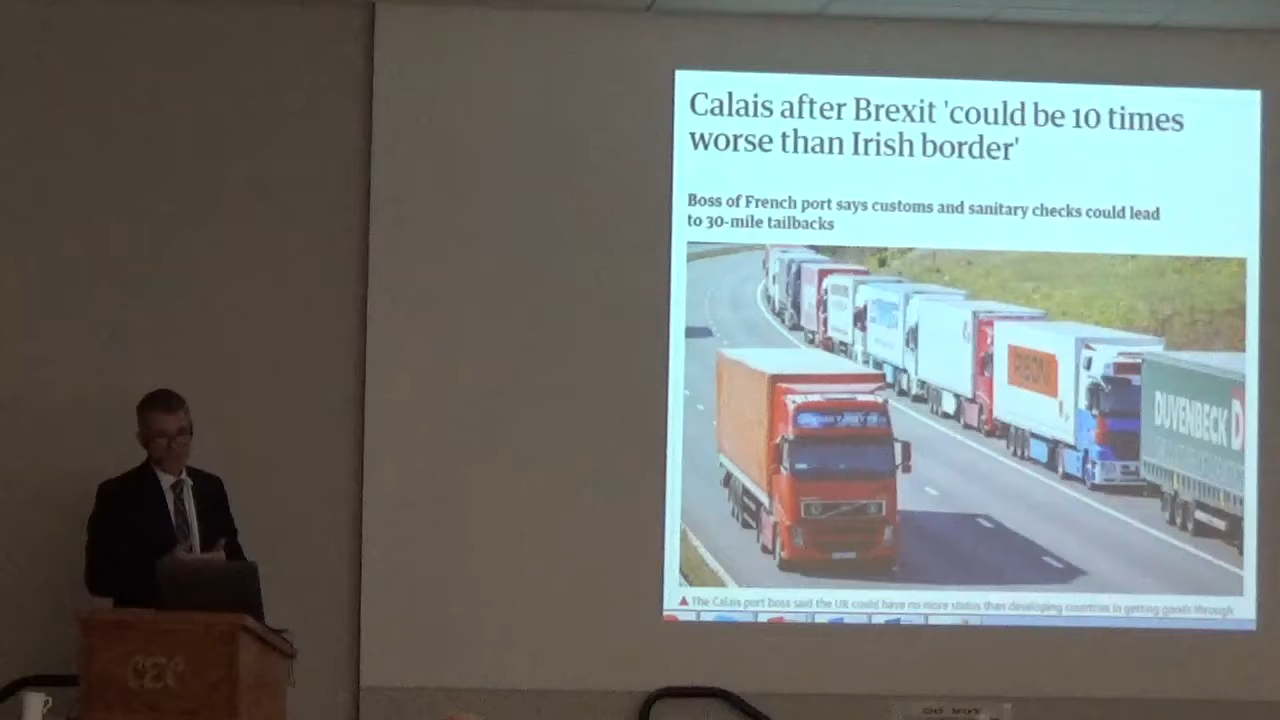 Calais after Brexit 'could be 10 times
worse than Irish border'
Boss of French port says customs and sanitary checks could lead
to 30-mile tailbacks
DUVENBECK D
The Calais port boss said the UK could have no more status than developing countries in getting goods through
CEC